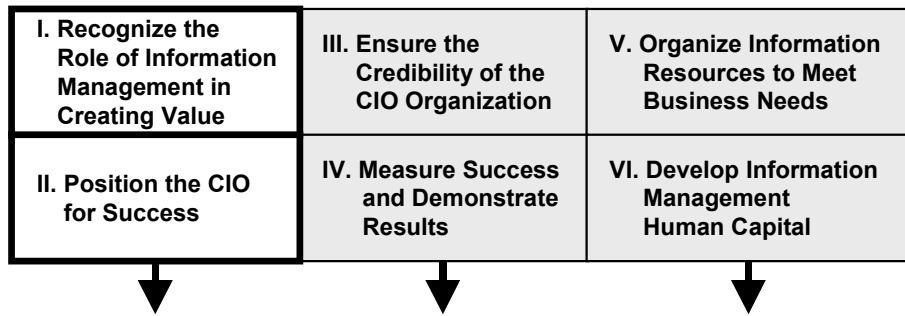 I. Recognize the
Role of Information
Management in
Creating Value
II. Position the CIO
for Success
III. Ensure the
Credibility of the
CIO Organization
IV. Measure Success
and Demonstrate
Results
V. Organize Information
Resources to Meet
Business Needs
VI. Develop Information
Management
Human Capital